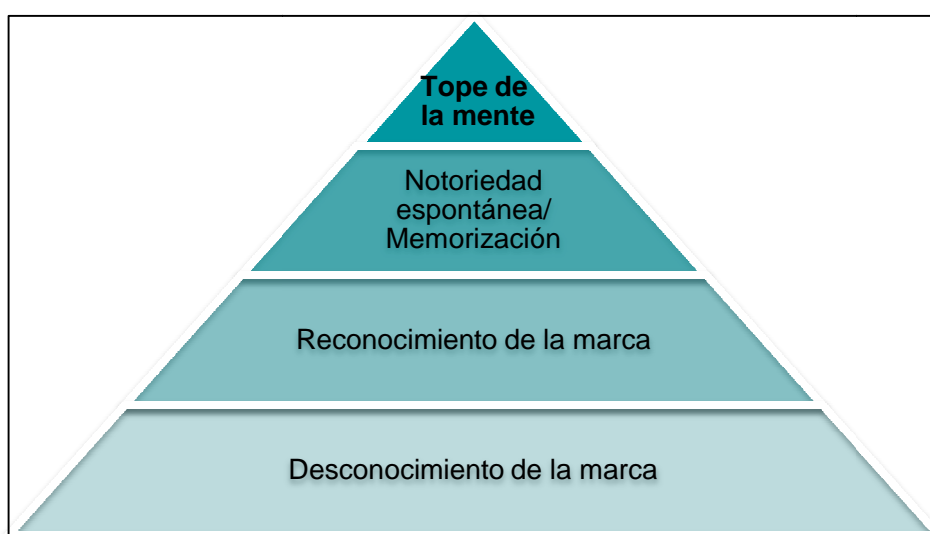 Tope de
la mente
Notoriedad
espontánea/
Memorización
Reconocimiento de la marca
Desconocimiento de la marca